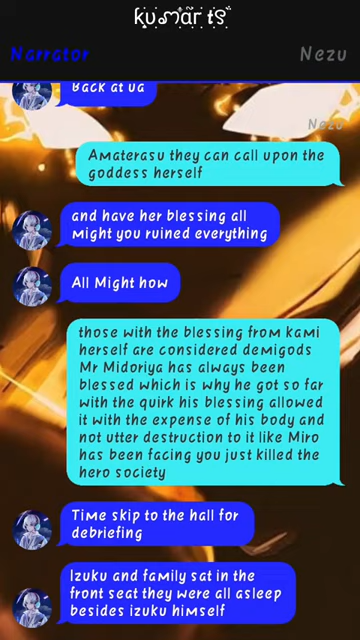 kumar ts
Narrator
Nezu
Back at ua
Nezu
Amaterasu they can call upon the
goddess herself
and have her blessing all
might you ruined everything
All Might how
those with the blessing from kami
herself are considered demigods
Mr Midoriya has always been
blessed which is why he got so far
with the quirk his blessing allowed
it with the expense of his body and
not utter destruction to it like Miro
has been facing you just killed the
hero society
Time skip to the hall for
debriefing
Izuku and family sat in the
front seat they were all asleep
besides izuku himself